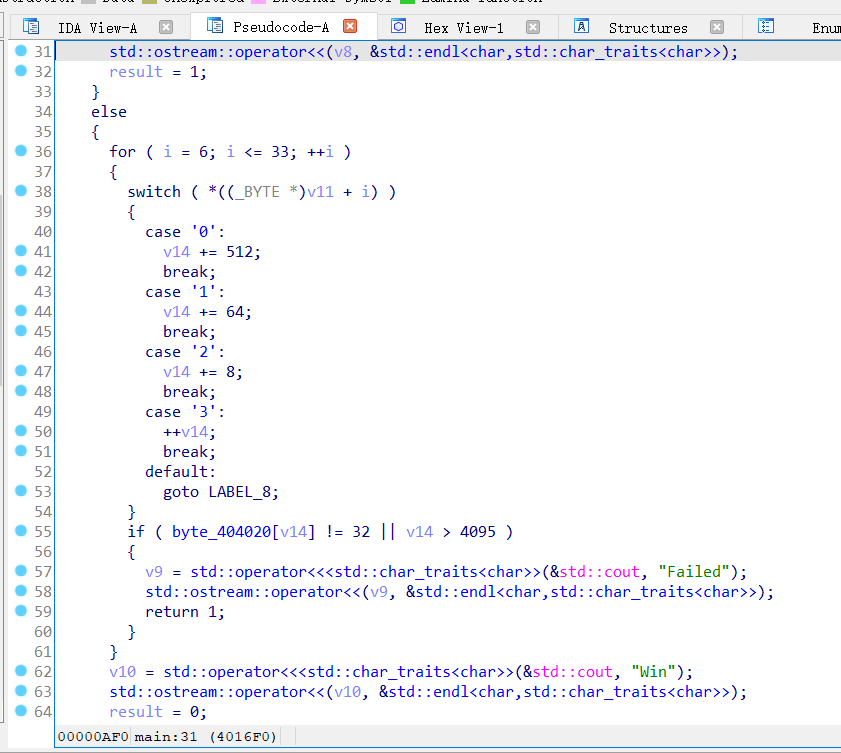 IDA View-A Pseudocode-A Hex View-1 Structures Enum
31 std::ostream::operator<<(v8, &std::endl<char,std::char_traits<char>>);
32 result = 1;
33 }
34 else
35 {
36 for ( i = 6; i <= 33; ++i )
37 {
38 switch ( *((_BYTE *)v11 + i) )
39 {
40 case '0':
41 v14 += 512;
42 break;
43 case '1':
44 v14 += 64;
45 break;
46 case '2':
47 v14 += 8;
48 break;
49 case '3':
50 ++v14;
51 break;
52 default:
53 goto LABEL_8;
54 }
55 if ( byte_404020[v14] != 32 || v14 > 4095 )
56 {
57 v9 = std::operator<<<std::char_traits<char>>(&std::cout, "Failed");
58 std::ostream::operator<<(v9, &std::endl<char,std::char_traits<char>>);
59 return 1;
60 }
61 }
62 v10 = std::operator<<<std::char_traits<char>>(&std::cout, "Win");
63 std::ostream::operator<<(v10, &std::endl<char,std::char_traits<char>>);
64 result = 0;
00000AF0 main:31 (4016F0)